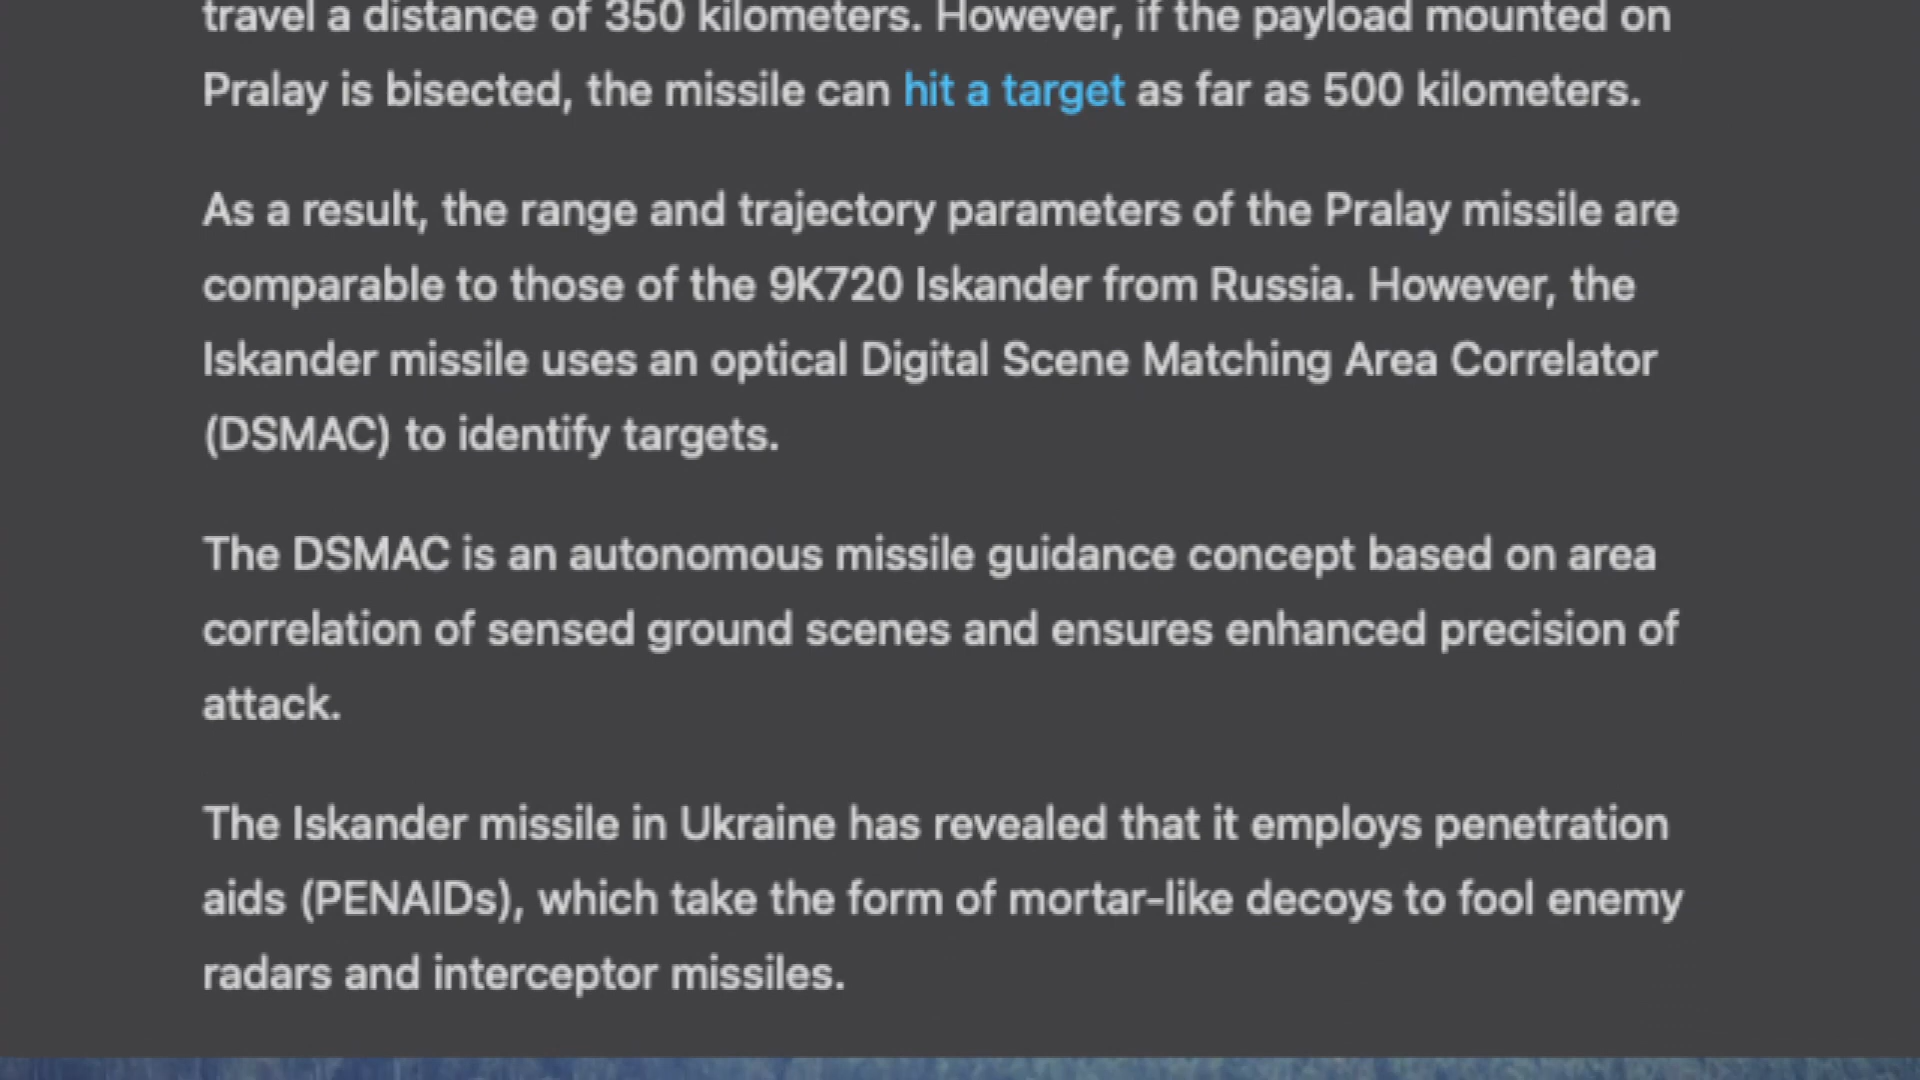 travel a distance of 350 kilometers. However, if the payload mounted on
Pralay is bisected, the missile can hit a target as far as 500 kilometers.
As a result, the range and trajectory parameters of the Pralay missile are
comparable to those of the 9K720 Iskander from Russia. However, the
Iskander missile uses an optical Digital Scene Matching Area Correlator
(DSMAC) to identify targets.
The DSMAC is an autonomous missile guidance concept based on area
correlation of sensed ground scenes and ensures enhanced precision of
attack.
The Iskander missile in Ukraine has revealed that it employs penetration
aids (PENAIDs), which take the form of mortar-like decoys to fool enemy
radars and interceptor missiles.